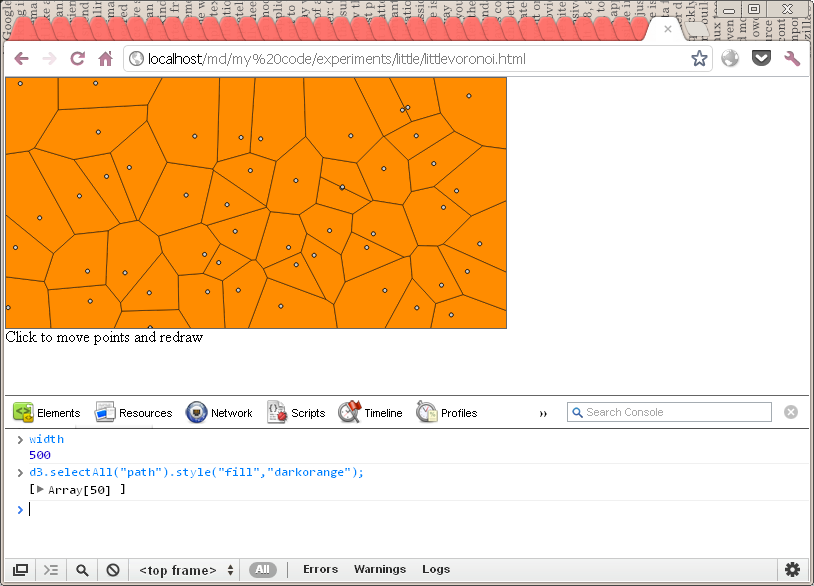 localhost/md/my%20code/experiments/little/littlevoronoi.html
Click to move points and redraw
Elements Resources Network Scripts Timeline Profiles » Search Console
> width
500
> d3.selectAll("path").style("fill","darkorange");
[▶Array[50] ]
>
<top frame> All Errors Warnings Logs